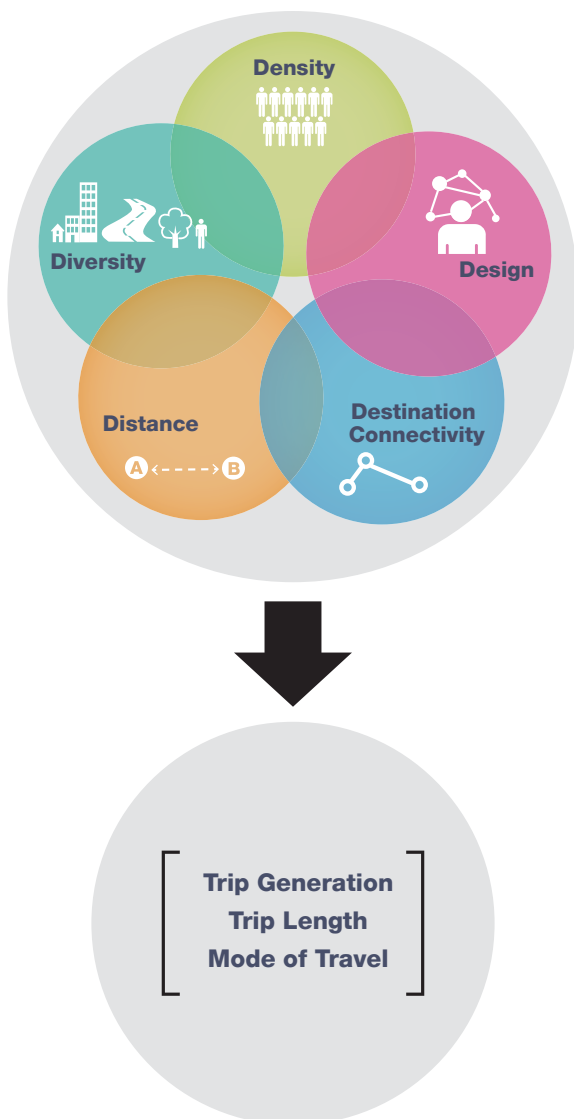 Density
Diversity
Design
Distance
A
B
Destination
Connectivity
Trip Generation
Trip Length
Mode of Travel